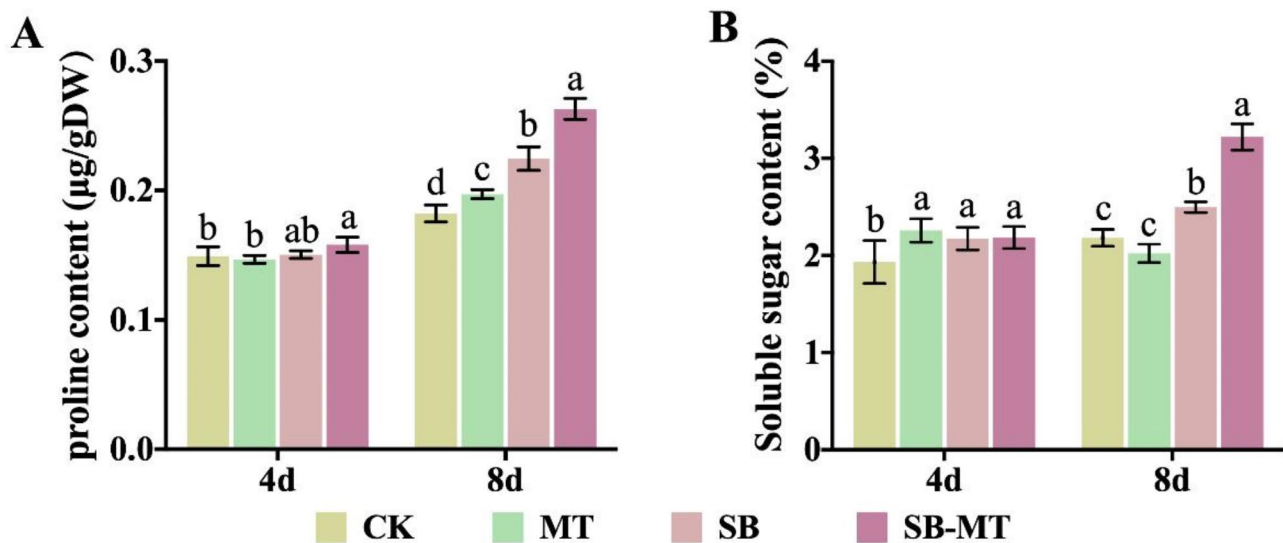 A
proline content (μg/gDW)
0.3
0.2
0.1
0.0
b b ab a
d c b a
4d 8d
B
Soluble sugar content (%)
4
3
2
1
0
b a a a
c c b a
4d 8d
CK MT SB SB-MT